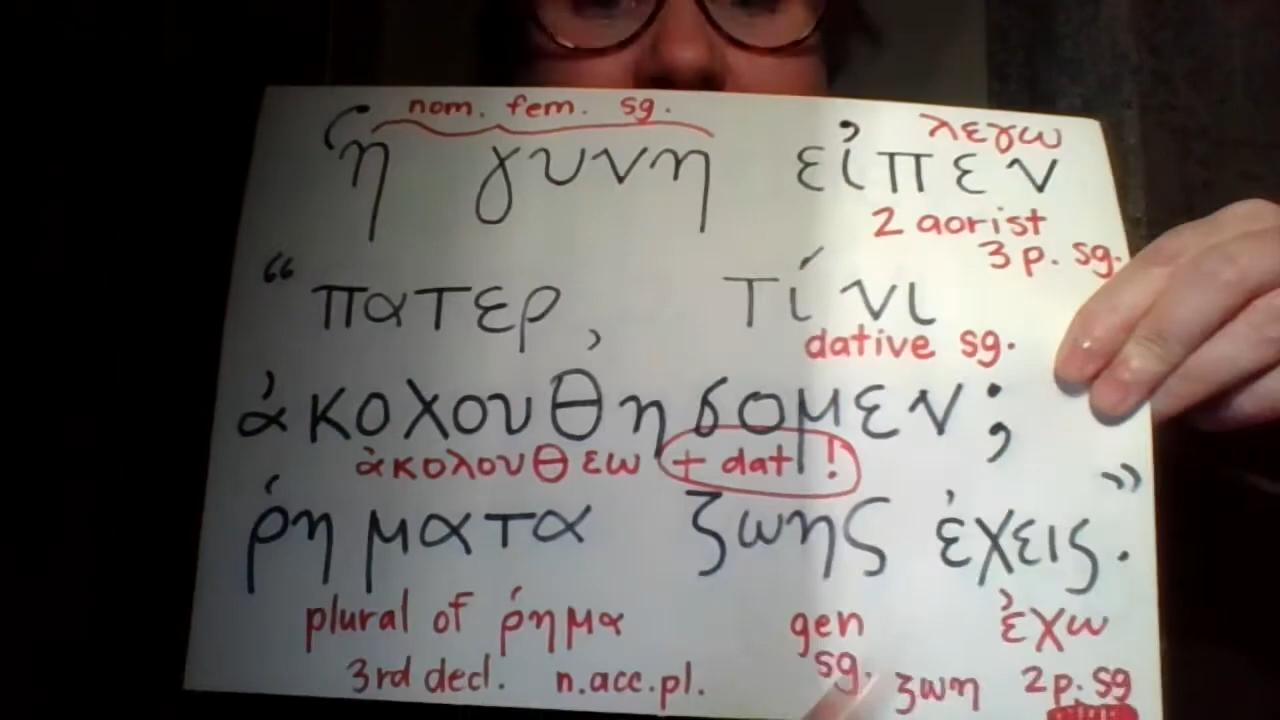 nom. fem. sg.
ἡ γυνη εἰπεν
λεγω
2 aorist
3 p. sg.
“πατερ, τίνι
dative sg.
ἀκολουθησομεν;
ἀκολουθεω + dat!
ῥηματα ζωης ἐχεις.”
plural of ῥημα
3rd decl. n.acc.pl.
gen
sg. ζωη
ἐχω
2p. sg